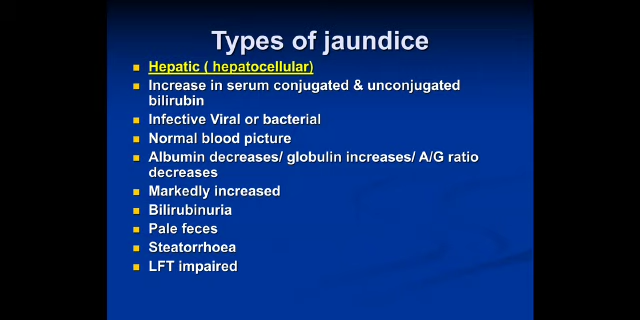 Types of jaundice
Hepatic ( hepatocellular)
Increase in serum conjugated & unconjugated
bilirubin
Infective Viral or bacterial
Normal blood picture
Albumin decreases/ globulin increases/ A/G ratio
decreases
Markedly increased
Bilirubinuria
Pale feces
Steatorrhoea
LFT impaired